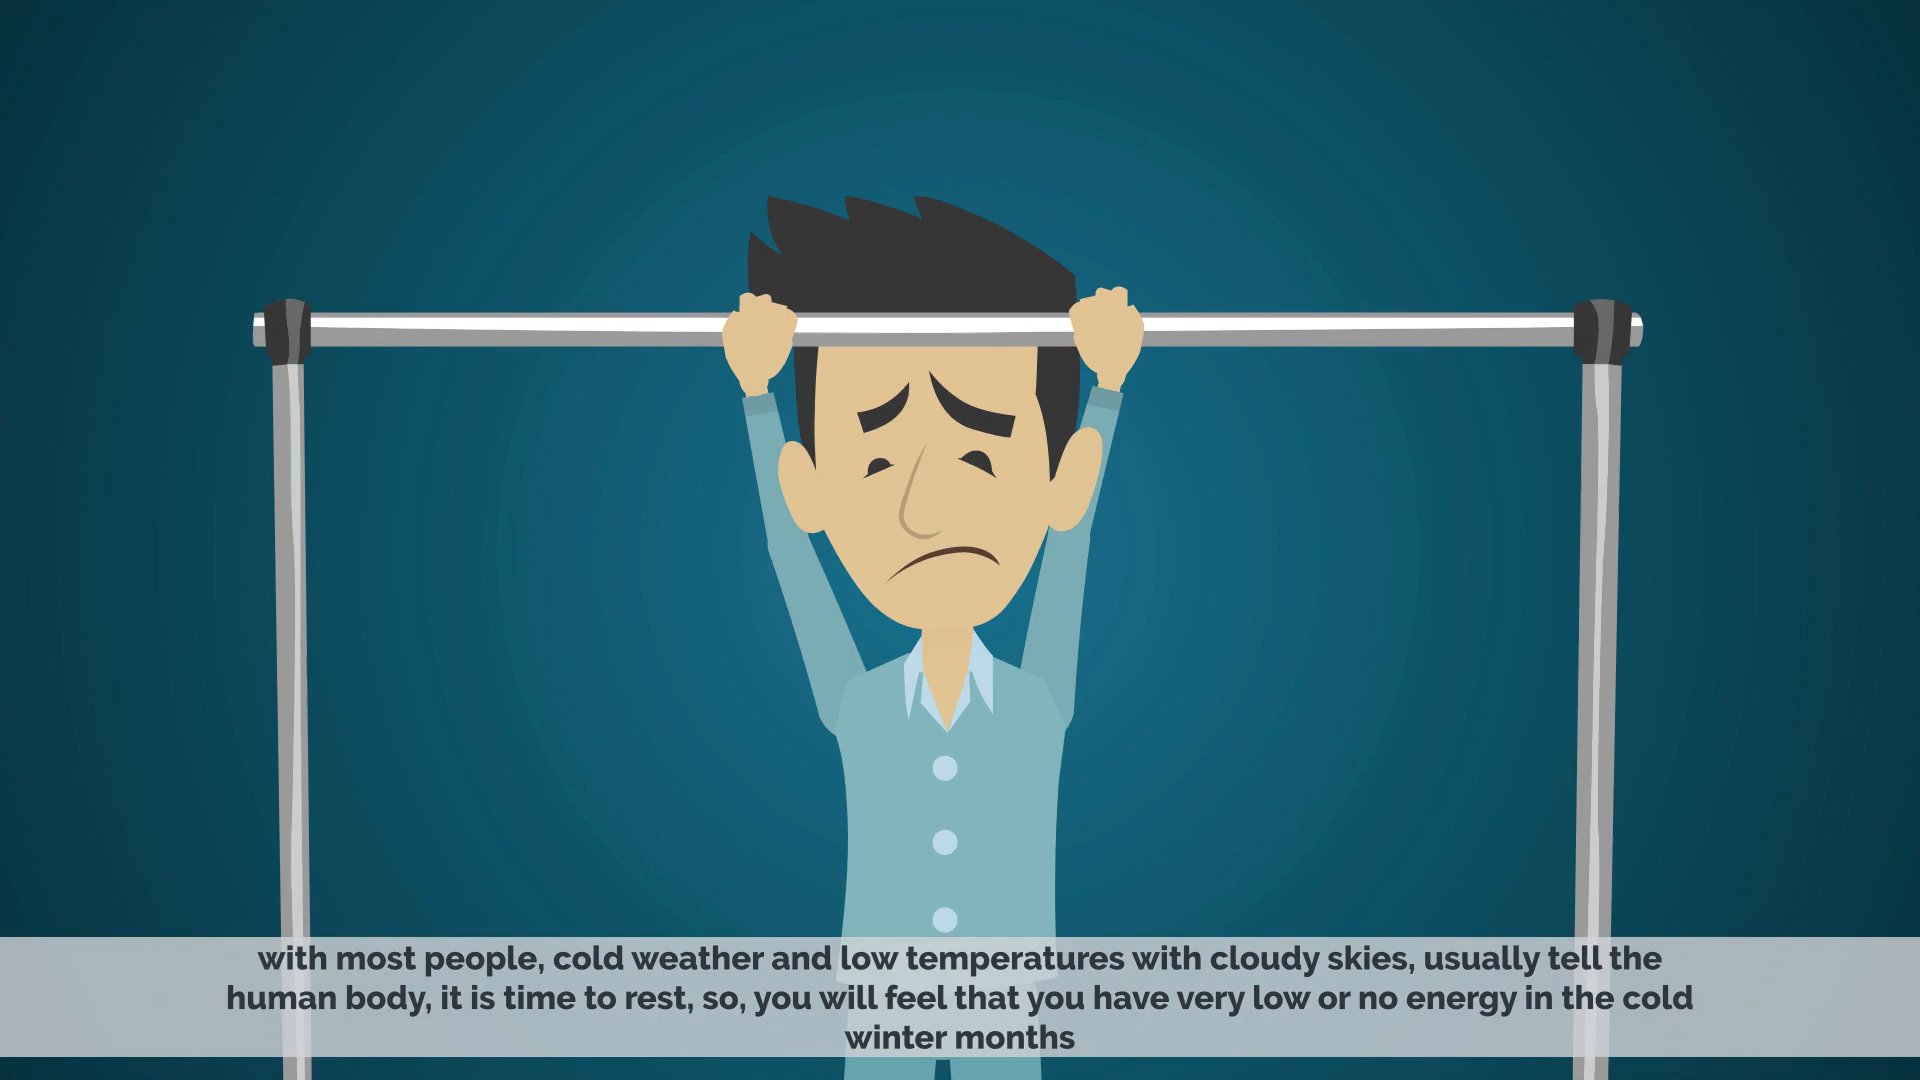 with most people, cold weather and low temperatures with cloudy skies, usually tell the
human body, it is time to rest, so, you will feel that you have very low or no energy in the cold
winter months